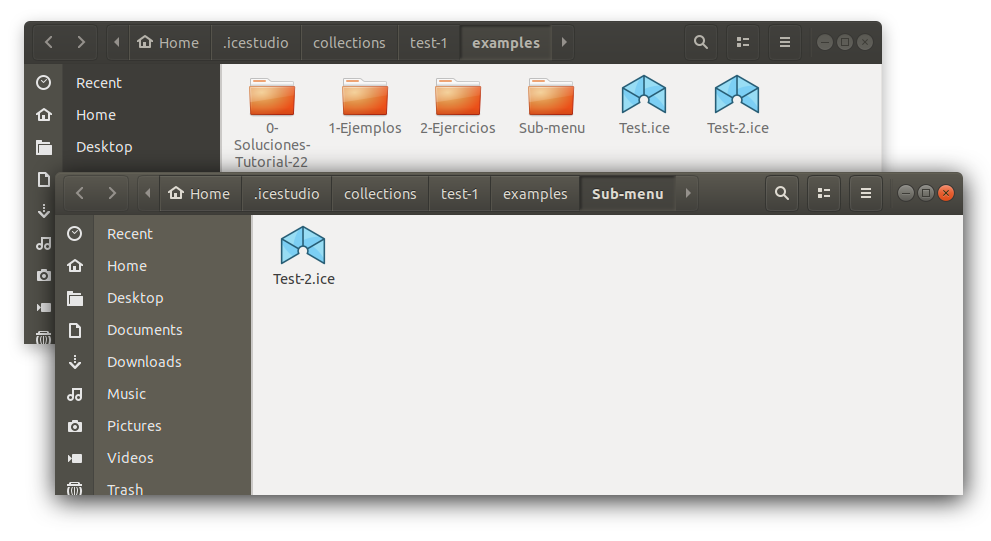 Home .icestudio collections test-1 examples
Recent
Home
Desktop
0-
Soluciones-
Tutorial-22
1-Ejemplos
2-Ejercicios
Sub-menu
Test.ice
Test-2.ice
Home .icestudio collections test-1 examples Sub-menu
Recent
Home
Desktop
Documents
Downloads
Music
Pictures
Videos
Trash
Test-2.ice